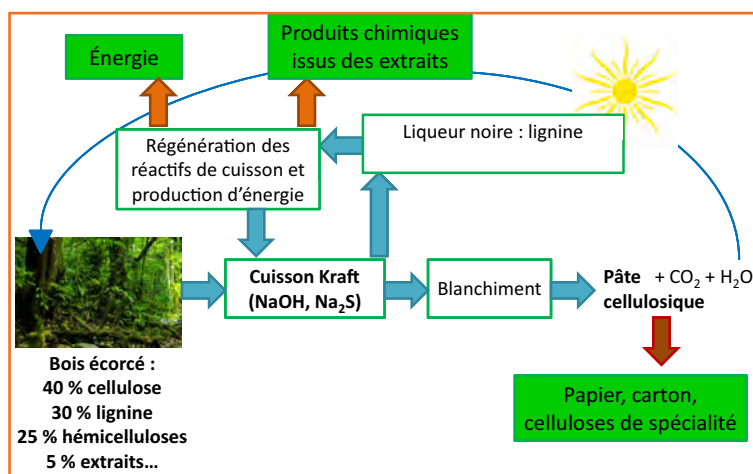 Énergie
Produits chimiques
issus des extraits
Régénération des
réactifs de cuisson et
production d’énergie
Liqueur noire : lignine
Cuisson Kraft
(NaOH, Na₂S)
Blanchiment
Pâte + CO₂ + H₂O
cellulosique
Bois écorcé :
40 % cellulose
30 % lignine
25 % hémicelluloses
5 % extraits…
Papier, carton,
celluloses de spécialité